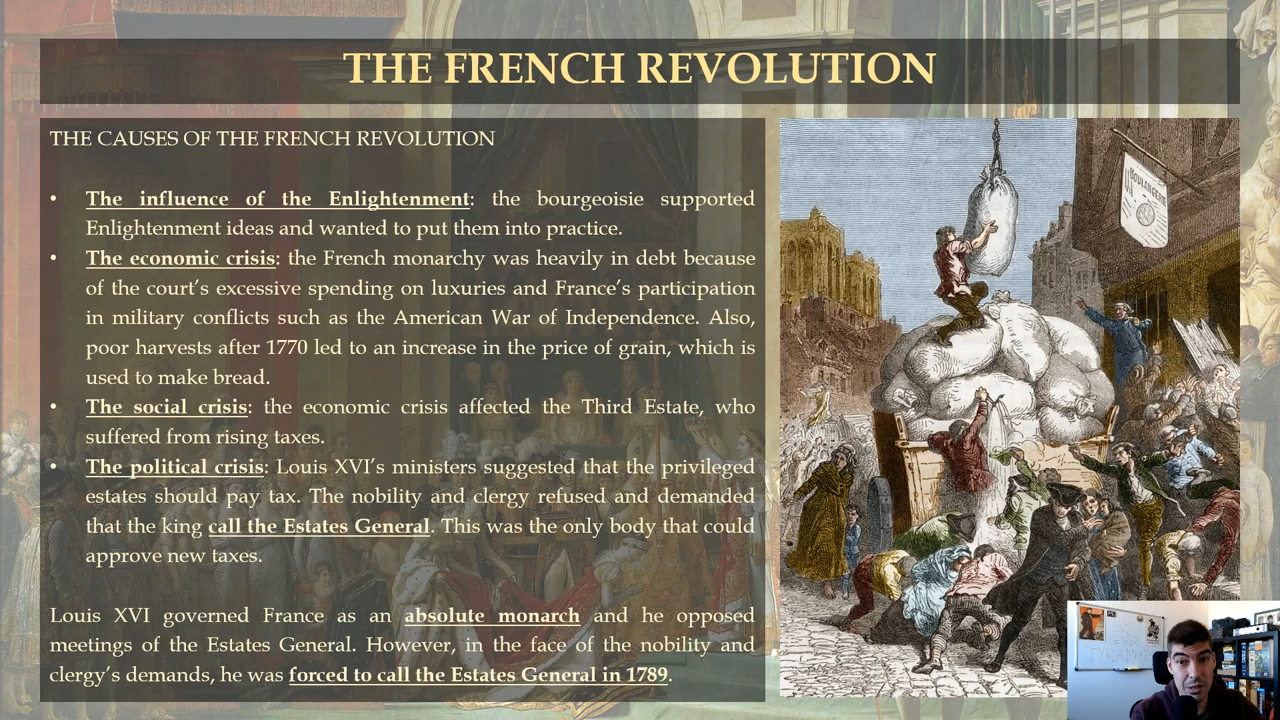 THE FRENCH REVOLUTION
THE CAUSES OF THE FRENCH REVOLUTION
• The influence of the Enlightenment: the bourgeoisie supported
Enlightenment ideas and wanted to put them into practice.
• The economic crisis: the French monarchy was heavily in debt because
of the court’s excessive spending on luxuries and France’s participation
in military conflicts such as the American War of Independence. Also,
poor harvests after 1770 led to an increase in the price of grain, which is
used to make bread.
• The social crisis: the economic crisis affected the Third Estate, who
suffered from rising taxes.
• The political crisis: Louis XVI’s ministers suggested that the privileged
estates should pay tax. The nobility and clergy refused and demanded
that the king call the Estates General. This was the only body that could
approve new taxes.
Louis XVI governed France as an absolute monarch and he opposed
meetings of the Estates General. However, in the face of the nobility and
clergy’s demands, he was forced to call the Estates General in 1789.
BOULANGERIE